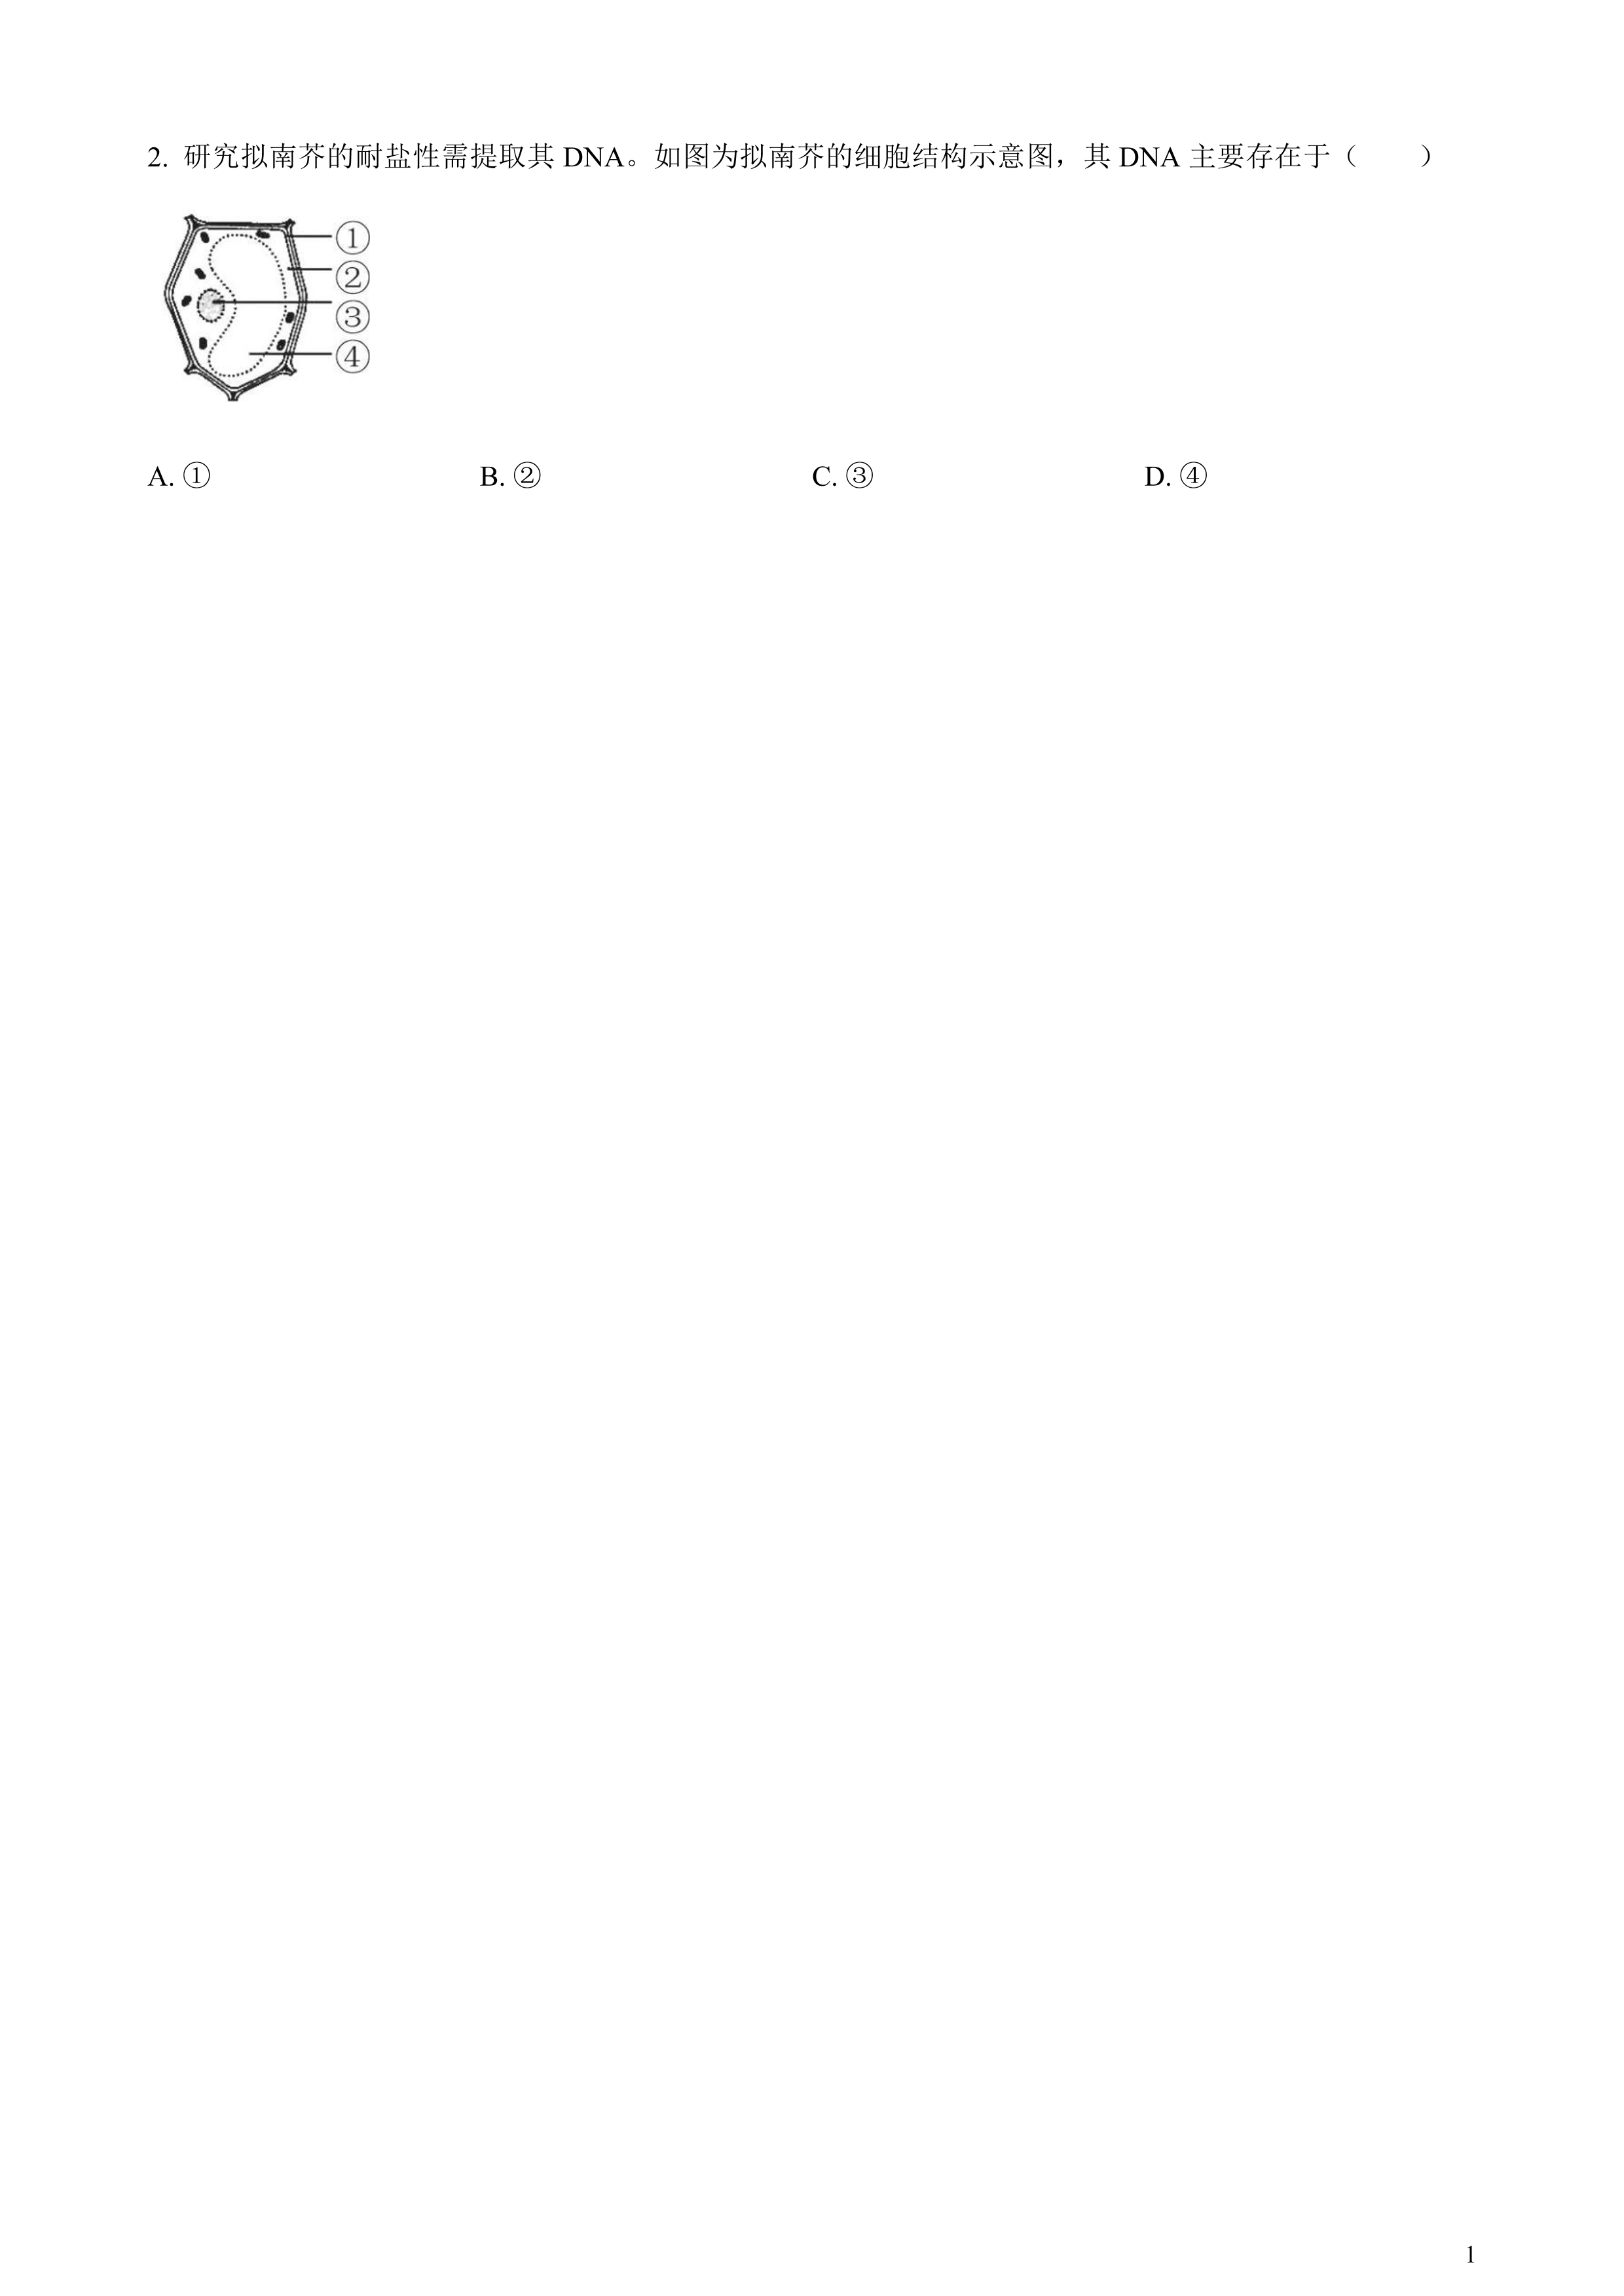 2. 研究拟南芥的耐盐性需提取其 DNA。如图为拟南芥的细胞结构示意图，其 DNA 主要存在于（　　）
①
②
③
④
A. ①　B. ②　C. ③　D. ④
1